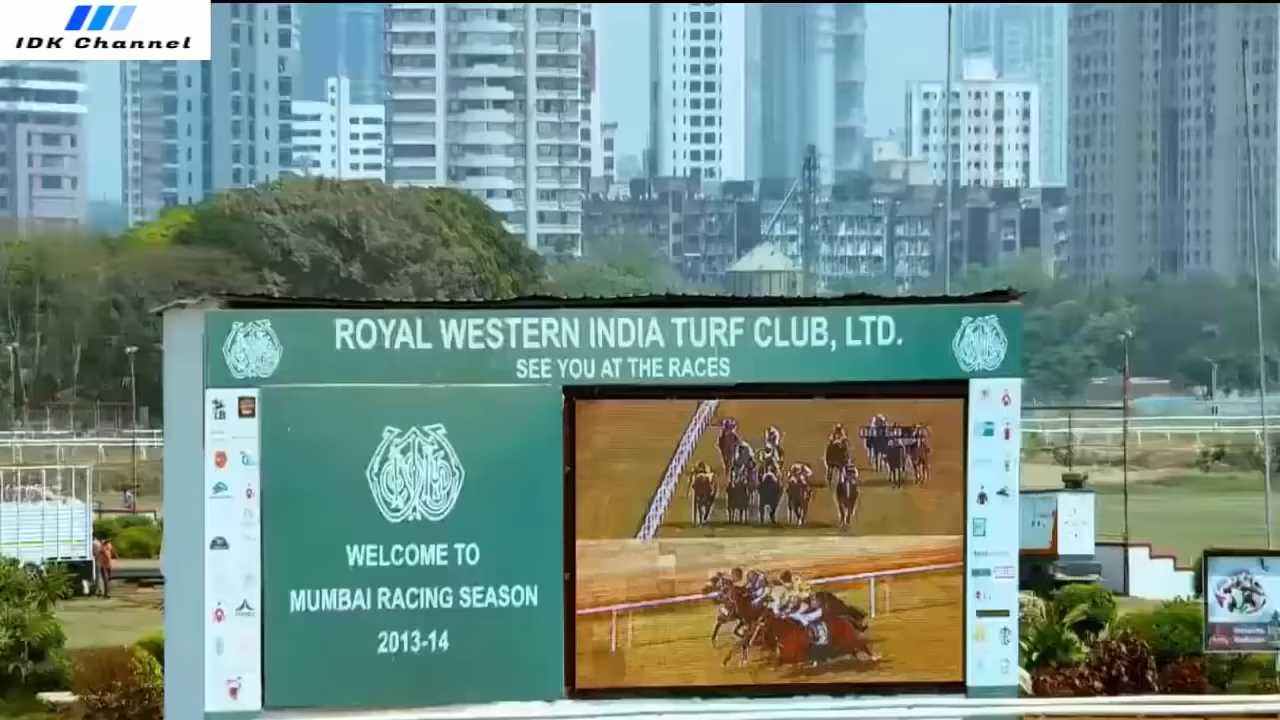 IDK Channel
ROYAL WESTERN INDIA TURF CLUB, LTD.
SEE YOU AT THE RACES
WELCOME TO
MUMBAI RACING SEASON
2013-14